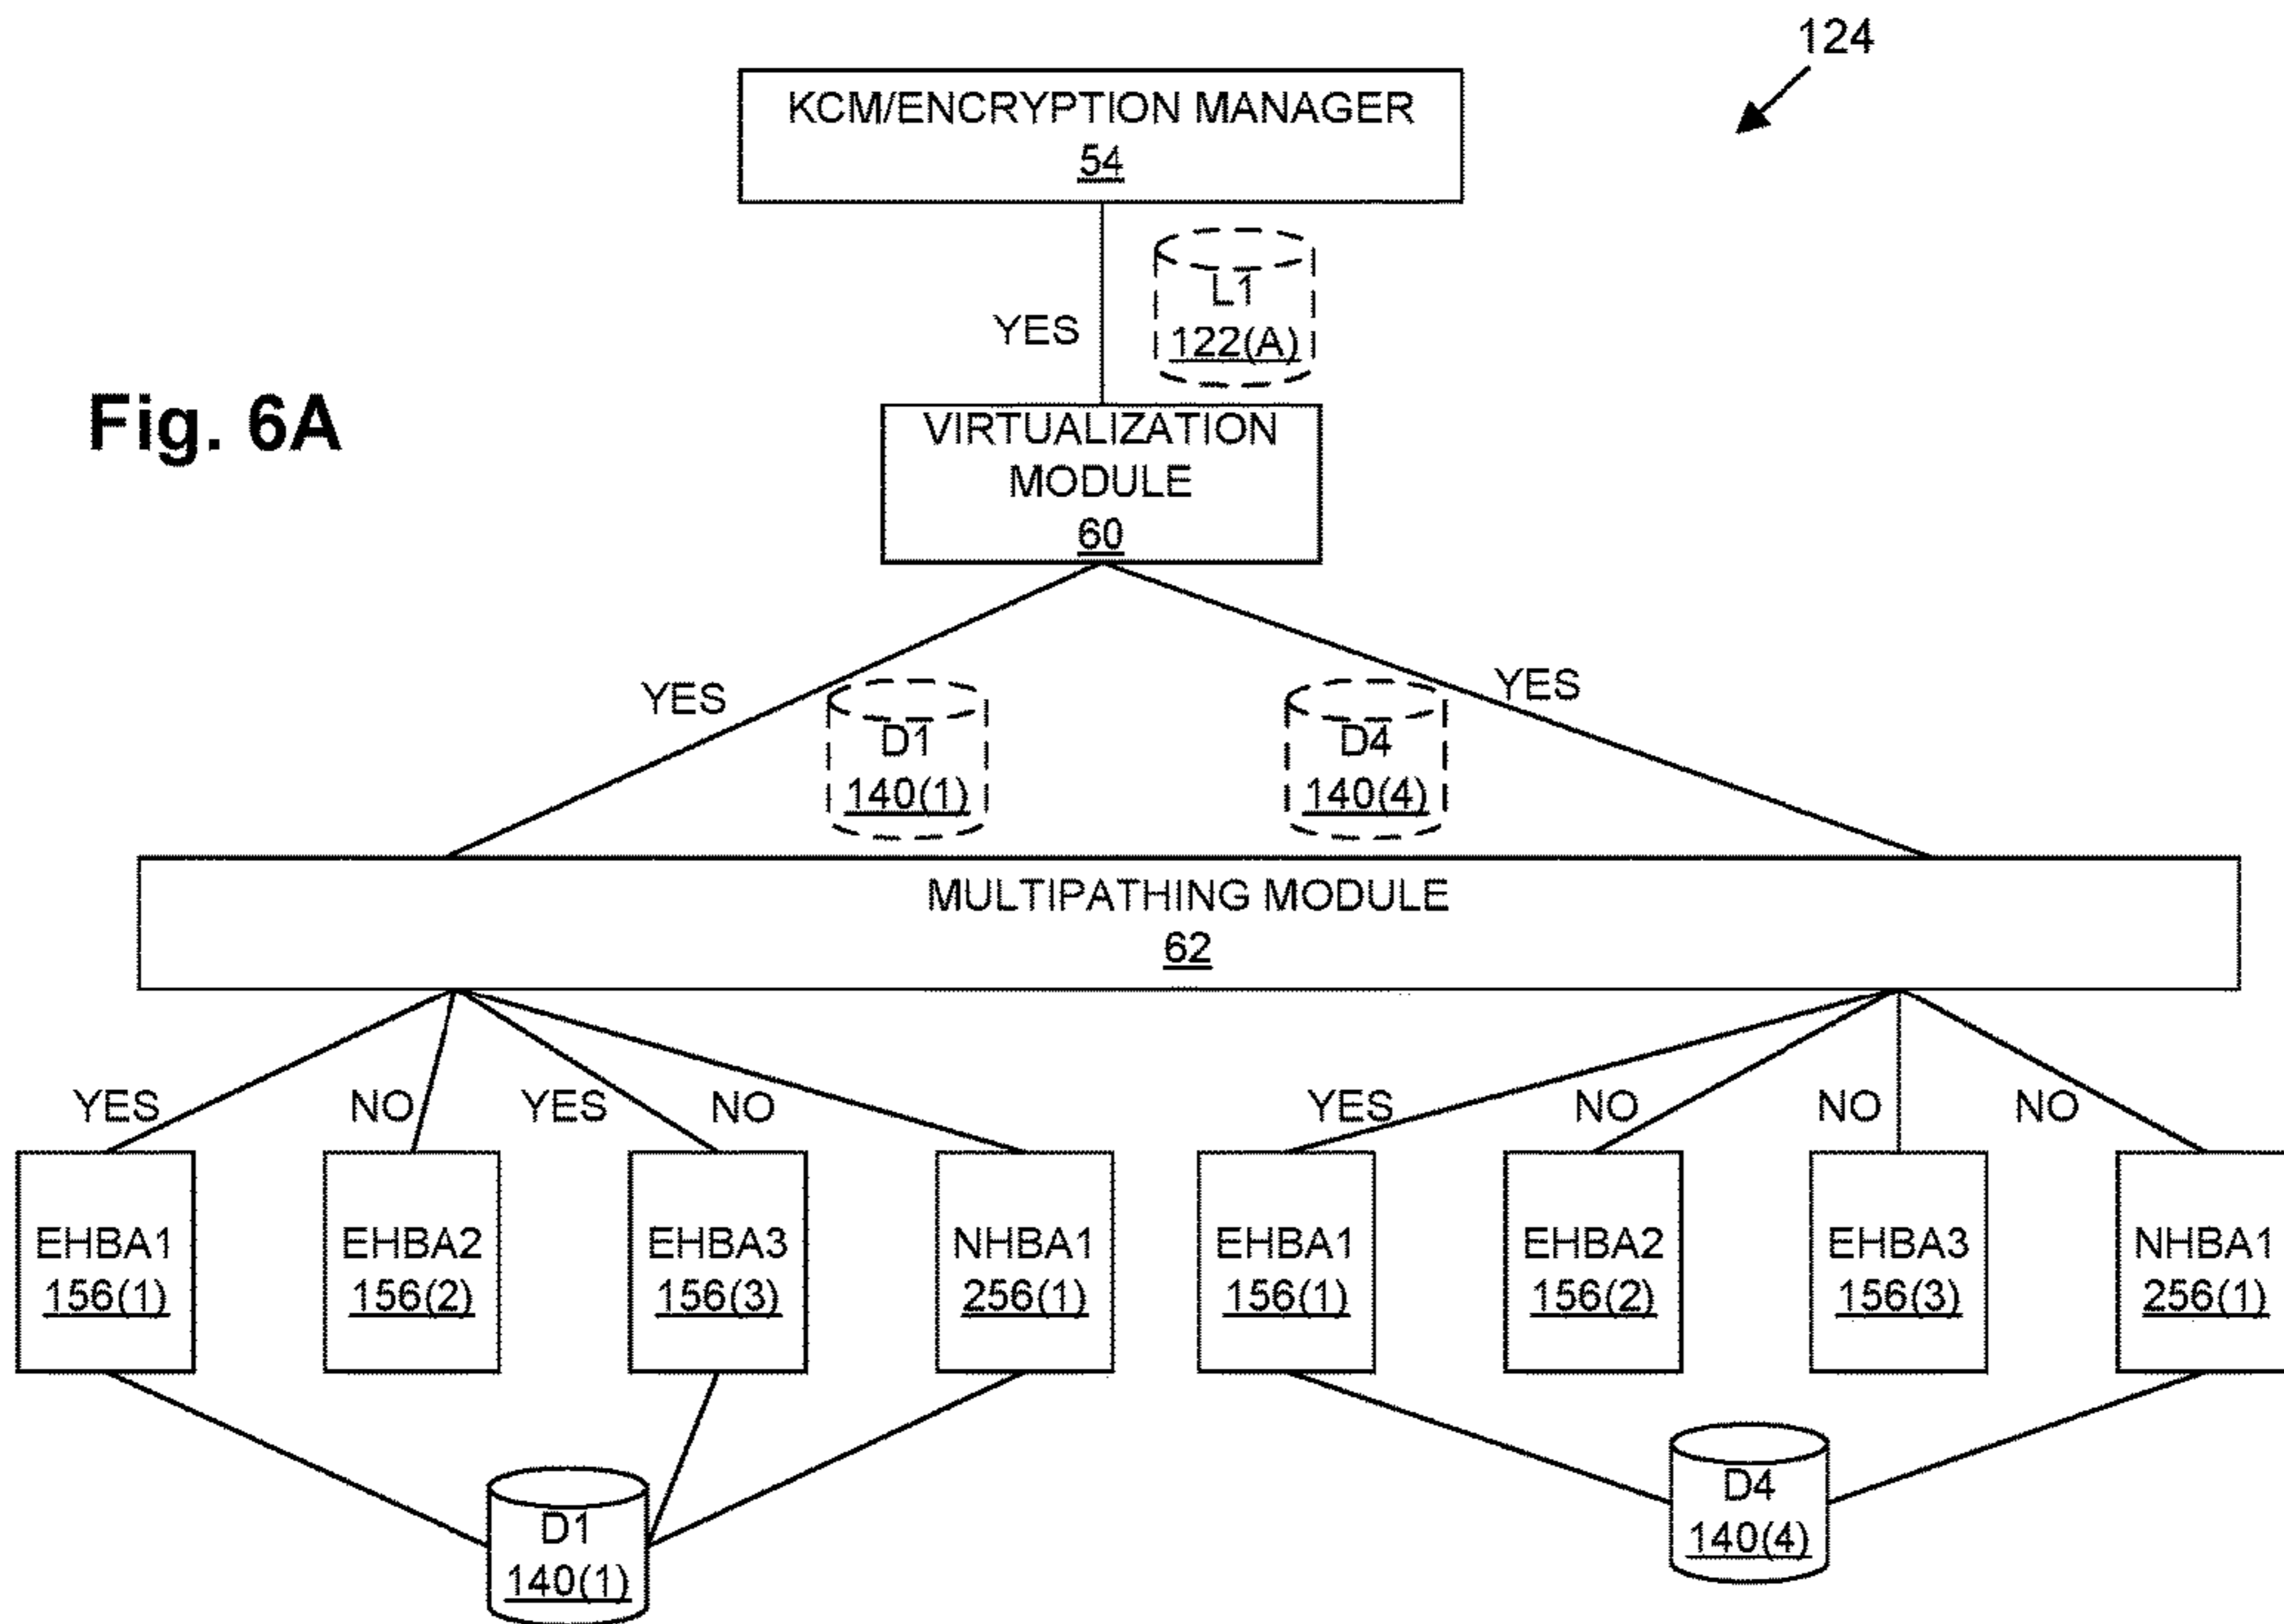 124
KCM/ENCRYPTION MANAGER
54
L1
YES
122(A)
Fig. 6A
VIRTUALIZATION
MODULE
60
YES
YES
D1
D4
140(1)
140(4)
MULTIPATHING MODULE
62
YES
NO
YES
NO
YES
NO
NO
NO
EHBA1
156(1)
EHBA2
156(2)
EHBA3
156(3)
NHBA1
256(1)
EHBA1
156(1)
EHBA2
156(2)
EHBA3
156(3)
NHBA1
256(1)
D1
140(1)
D4
140(4)